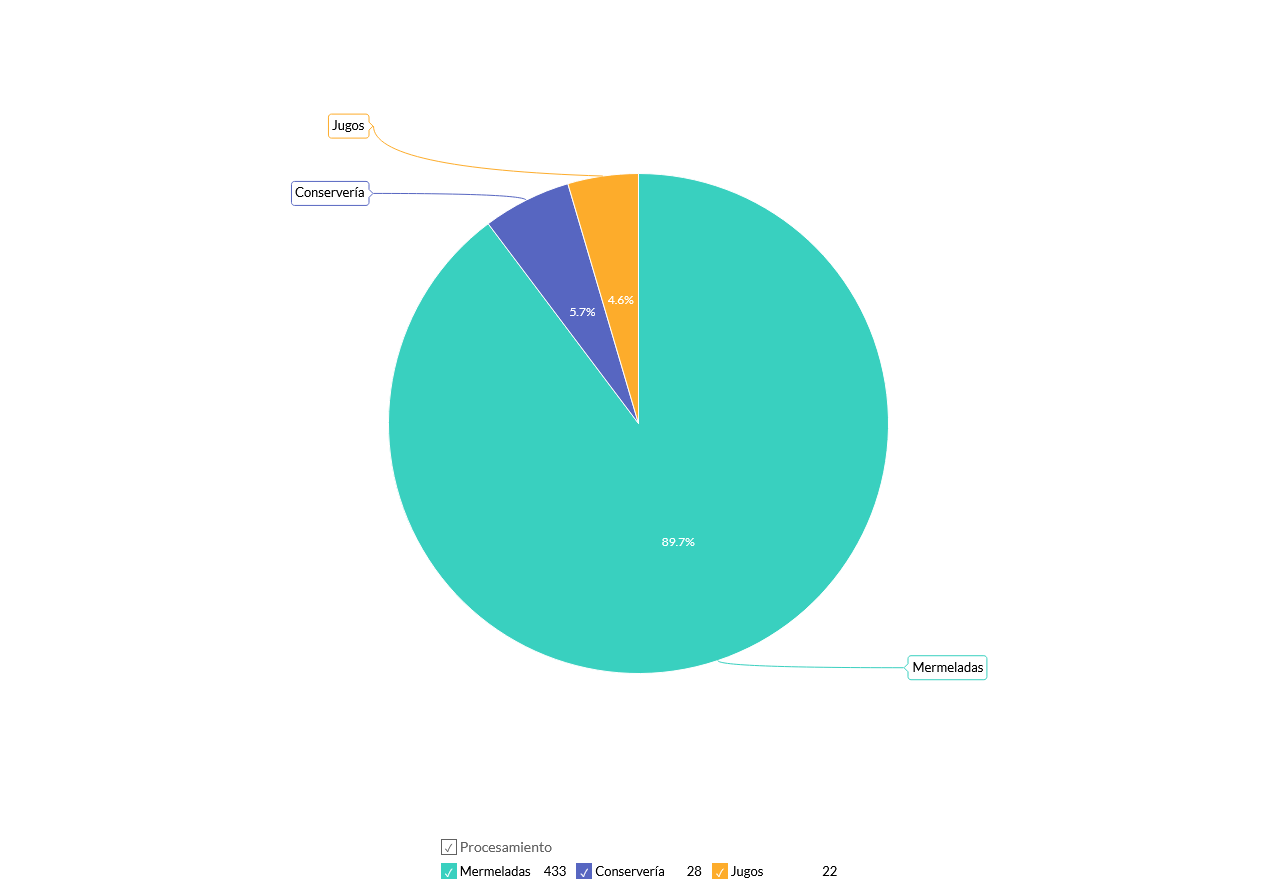 Jugos
Conservería
4.6%
5.7%
89.7%
Mermeladas
Procesamiento
Mermeladas 433 Conservería 28 Jugos 22